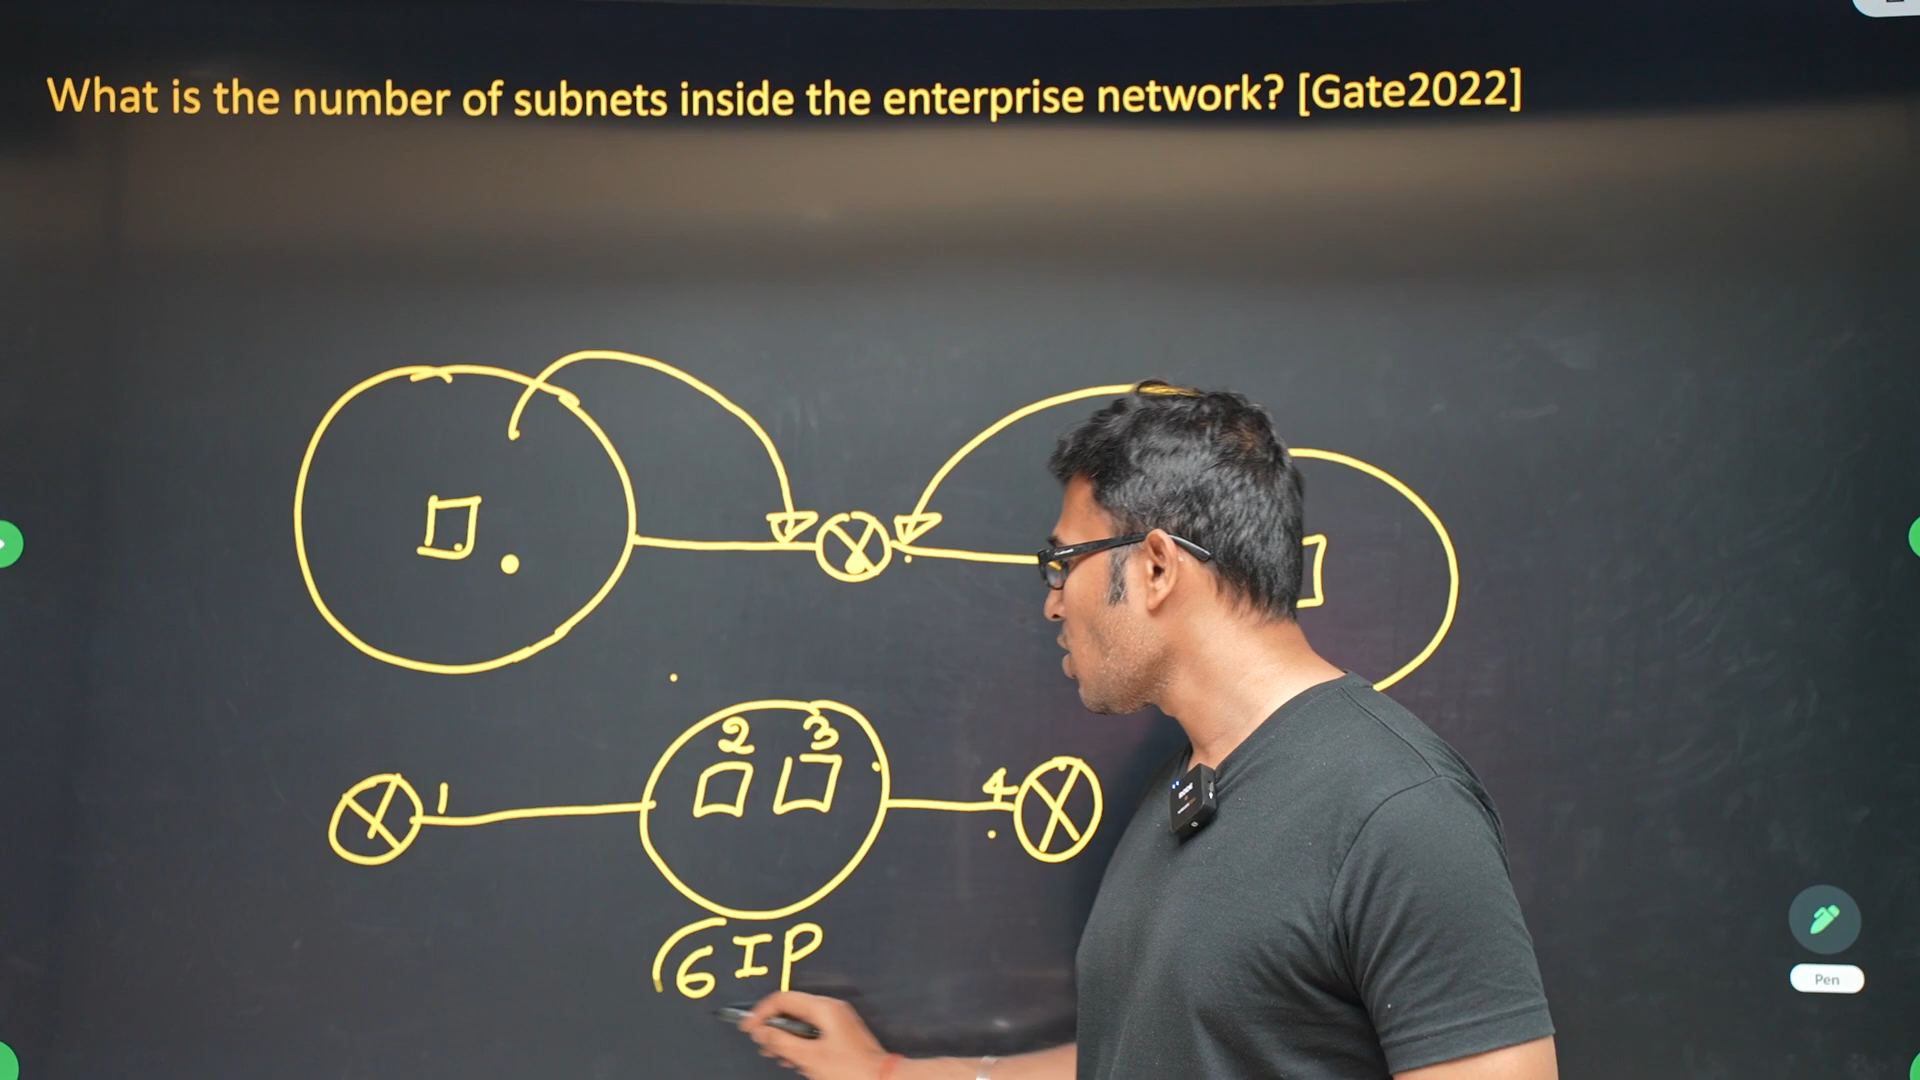 What is the number of subnets inside the enterprise network? [Gate2022]
2 3
1 4
6 IP
Pen